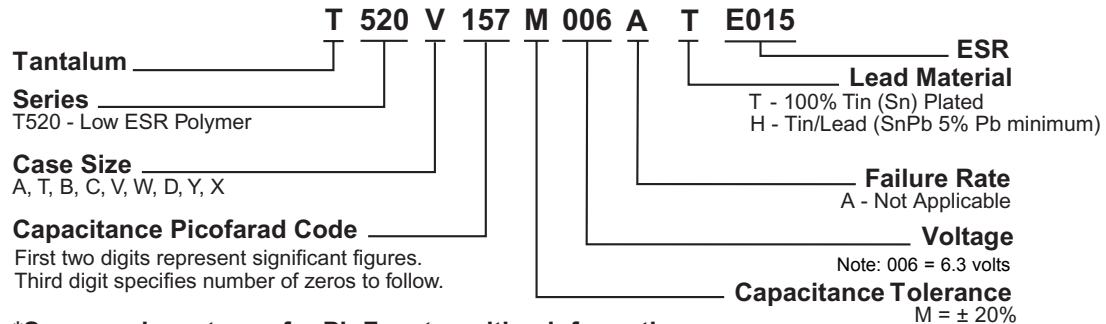 T 520 V 157 M 006 A T E015
Tantalum
Series
T520 - Low ESR Polymer
Case Size
A, T, B, C, V, W, D, Y, X
Capacitance Picofarad Code
First two digits represent significant figures.
Third digit specifies number of zeros to follow.
ESR
Lead Material
T - 100% Tin (Sn) Plated
H - Tin/Lead (SnPb 5% Pb minimum)
Failure Rate
A - Not Applicable
Voltage
Note: 006 = 6.3 volts
Capacitance Tolerance
M = ± 20%